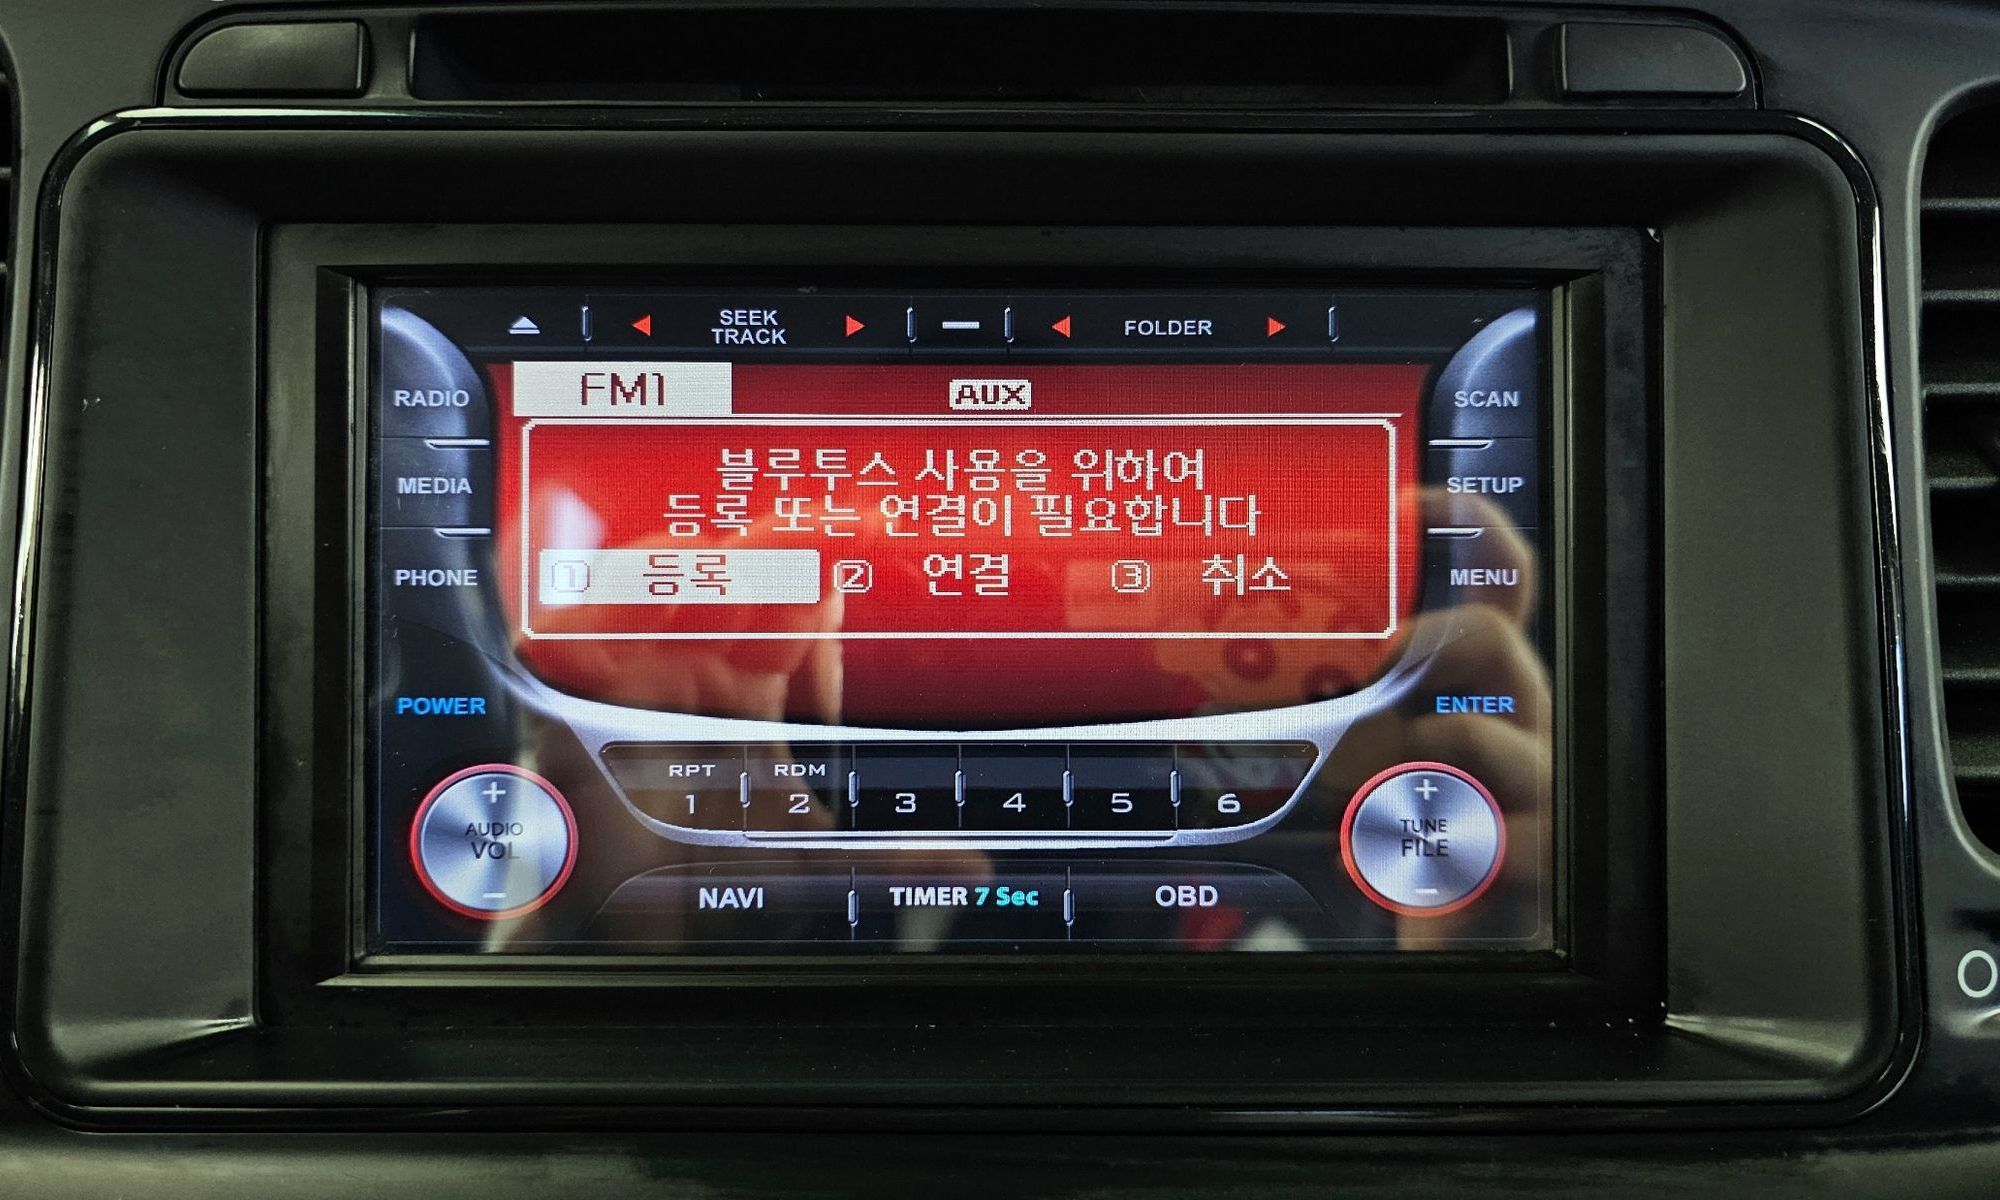 SEEK
TRACK
FOLDER
RADIO
FM1
AUX
SCAN
MEDIA
SETUP
PHONE
MENU
블루투스 사용을 위하여
등록 또는 연결이 필요합니다
1 등록 2 연결 3 취소
POWER
ENTER
RPT
1
RDM
2
3
4
5
6
+
AUDIO
VOL
−
+
TUNE
FILE
−
NAVI
TIMER 7 Sec
OBD